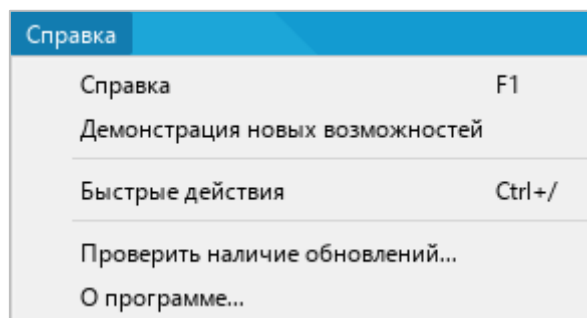 Справка
Справка F1
Демонстрация новых возможностей
Быстрые действия Ctrl+/
Проверить наличие обновлений...
О программе...